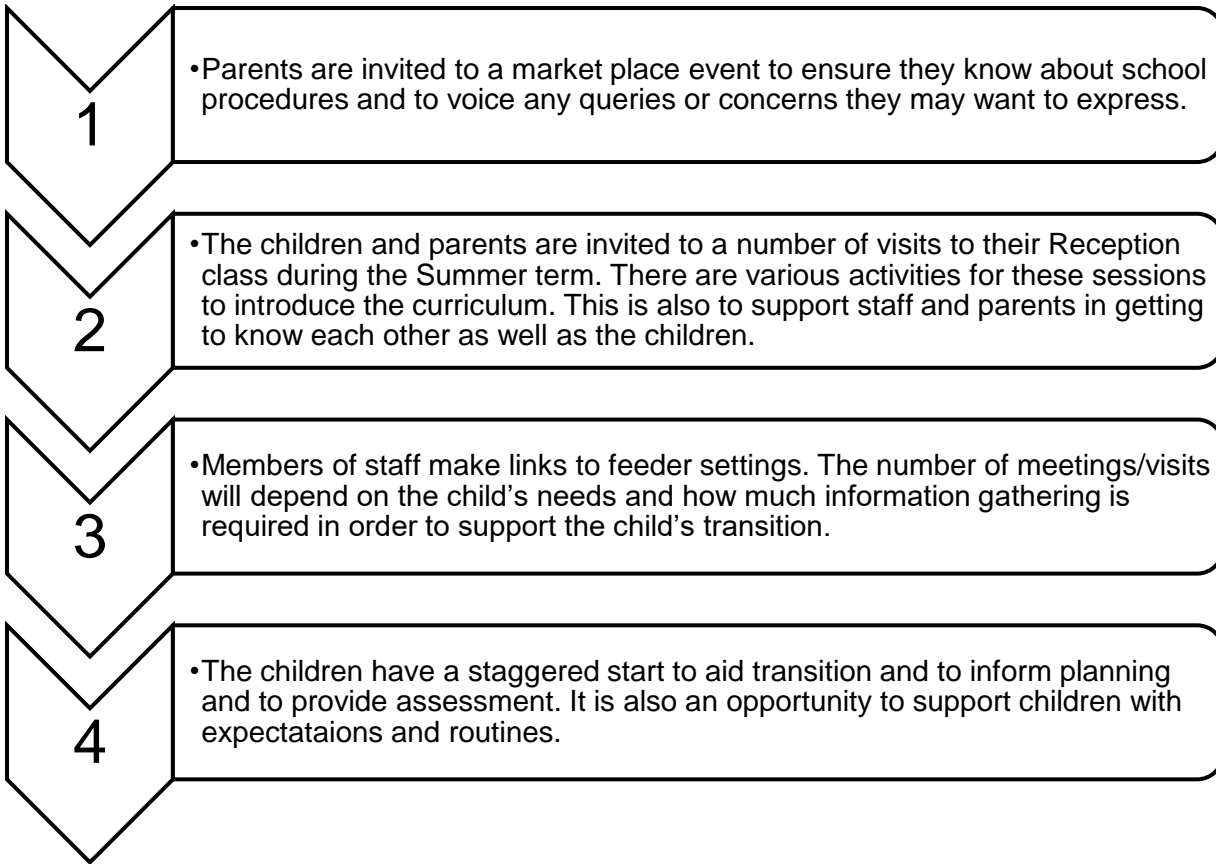 1
•Parents are invited to a market place event to ensure they know about school
procedures and to voice any queries or concerns they may want to express.
2
•The children and parents are invited to a number of visits to their Reception
class during the Summer term. There are various activities for these sessions
to introduce the curriculum. This is also to support staff and parents in getting
to know each other as well as the children.
3
•Members of staff make links to feeder settings. The number of meetings/visits
will depend on the child's needs and how much information gathering is
required in order to support the child's transition.
4
•The children have a staggered start to aid transition and to inform planning
and to provide assessment. It is also an opportunity to support children with
expectataions and routines.